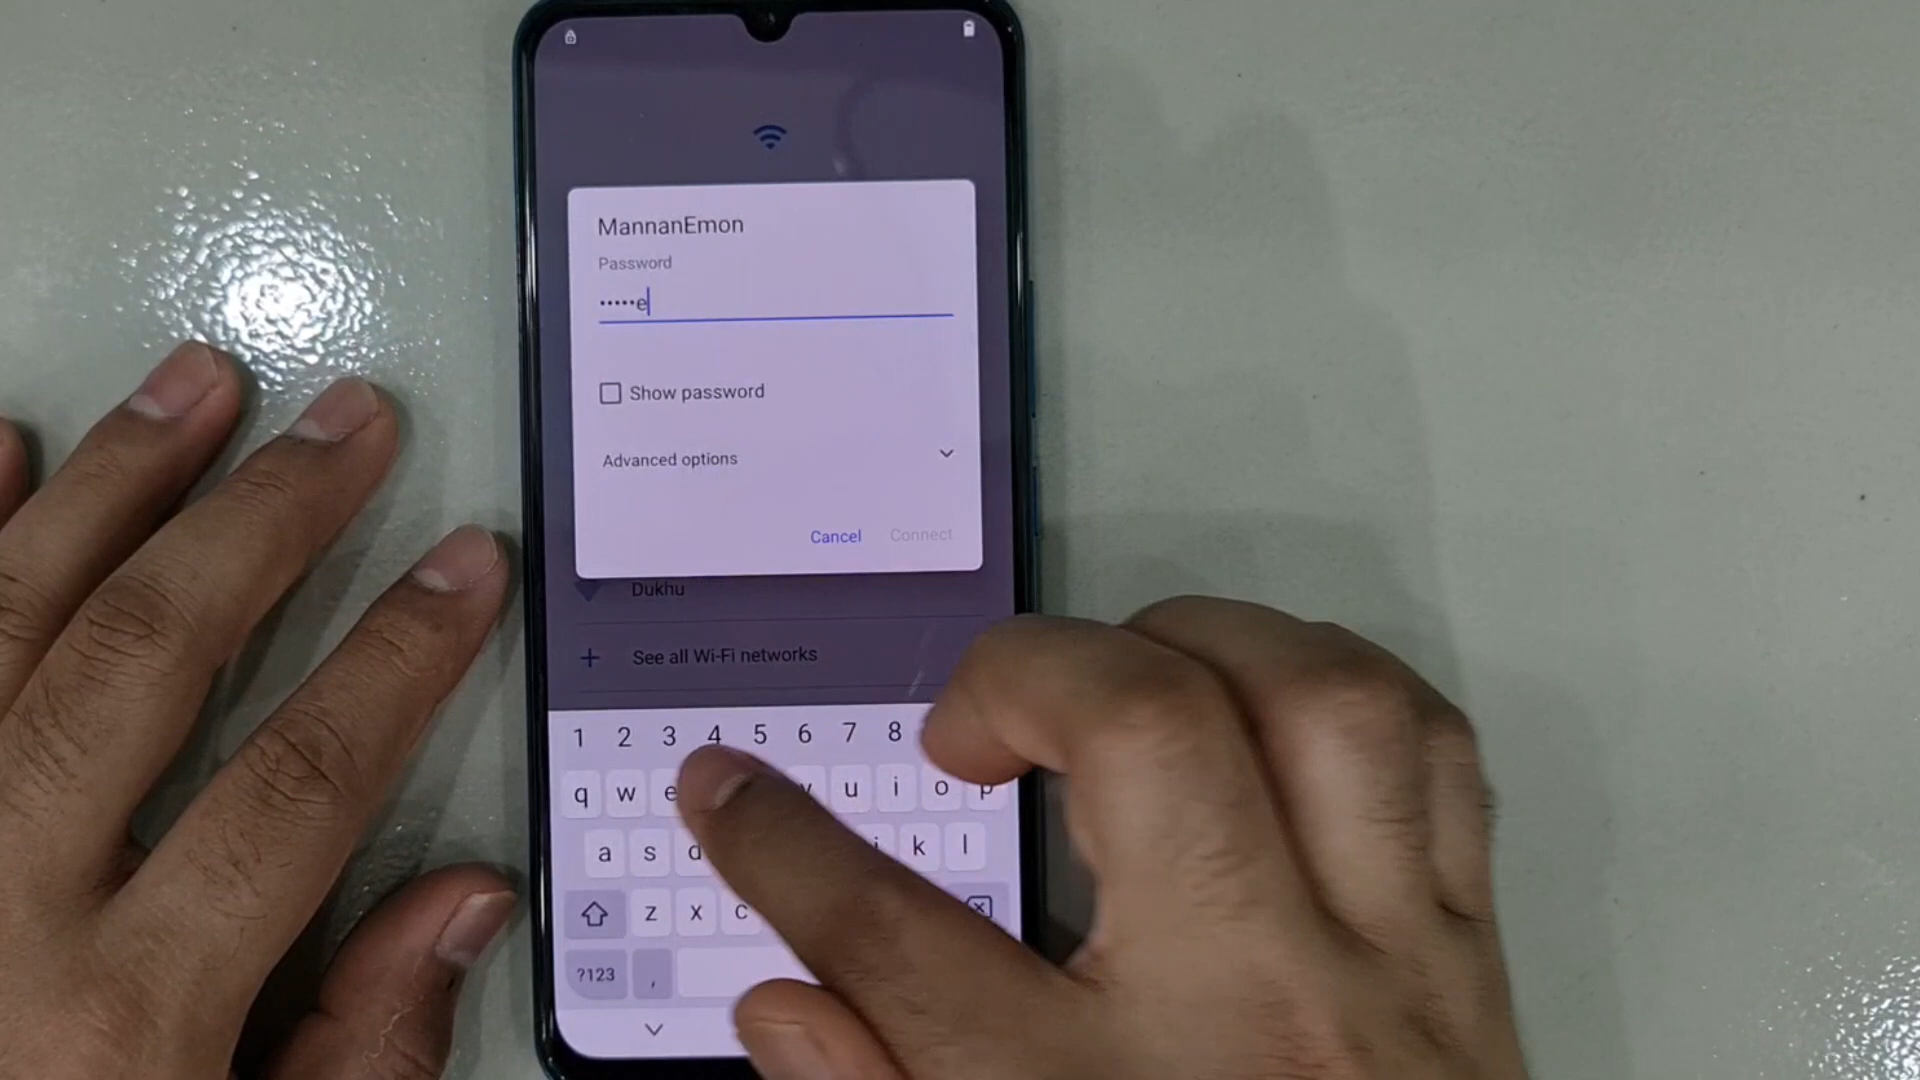 MannanEmon
Password
•••••e
Show password
Advanced options
Cancel Connect
Dukhu
See all Wi-Fi networks
1 2 3 4 5 6 7 8
q w e y u i o p
a s d j k l
z x c
?123 ,